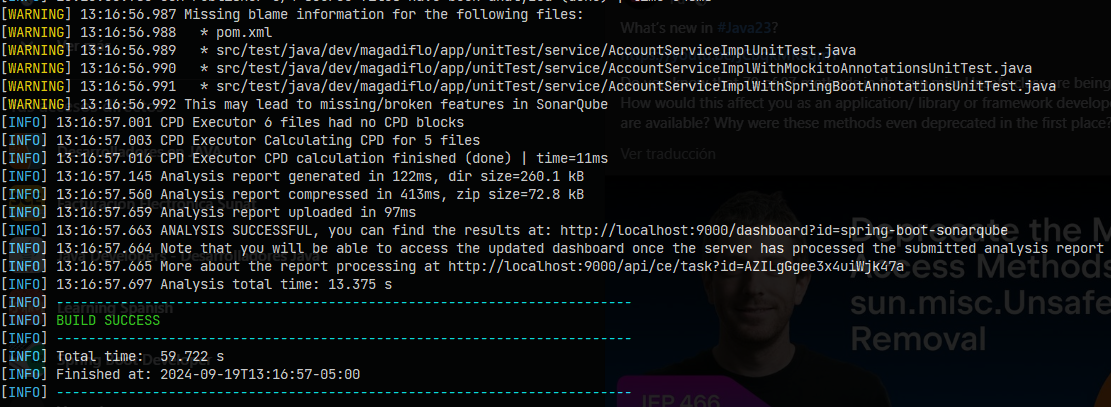 [WARNING] 13:16:56.987 Missing blame information for the following files:
[WARNING] 13:16:56.988   * pom.xml
[WARNING] 13:16:56.989   * src/test/java/dev/magadiflo/app/unitTest/service/AccountServiceImplUnitTest.java
[WARNING] 13:16:56.990   * src/test/java/dev/magadiflo/app/unitTest/service/AccountServiceImplWithMockitoAnnotationsUnitTest.java
[WARNING] 13:16:56.991   * src/test/java/dev/magadiflo/app/unitTest/service/AccountServiceImplWithSpringBootAnnotationsUnitTest.java
[WARNING] 13:16:56.992 This may lead to missing/broken features in SonarQube
[INFO] 13:16:57.001 CPD Executor 6 files had no CPD blocks
[INFO] 13:16:57.003 CPD Executor Calculating CPD for 5 files
[INFO] 13:16:57.016 CPD Executor CPD calculation finished (done) | time=11ms
[INFO] 13:16:57.145 Analysis report generated in 122ms, dir size=260.1 kB
[INFO] 13:16:57.560 Analysis report compressed in 413ms, zip size=72.8 kB
[INFO] 13:16:57.659 Analysis report uploaded in 97ms
[INFO] 13:16:57.663 ANALYSIS SUCCESSFUL, you can find the results at: http://localhost:9000/dashboard?id=spring-boot-sonarqube
[INFO] 13:16:57.664 Note that you will be able to access the updated dashboard once the server has processed the submitted analysis report
[INFO] 13:16:57.665 More about the report processing at http://localhost:9000/api/ce/task?id=AZILgGgee3x4uiWjK47a
[INFO] 13:16:57.697 Analysis total time: 13.375 s
[INFO] ------------------------------------------------------------------------
[INFO] BUILD SUCCESS
[INFO] ------------------------------------------------------------------------
[INFO] Total time:  59.722 s
[INFO] Finished at: 2024-09-19T13:16:57-05:00
[INFO] ------------------------------------------------------------------------
What's new in #Java23?
How would this effect you as an application/ library or framework develop
are available? Why were these methods even deprecated in the first place?
Ver traducción
Deprecate the M
Access Methods
sun.misc.Unsafe
Removal
JEP 466
Facturación Electrónica Sunat
Java Developers - Desarrolladores Java
Learning Spanish